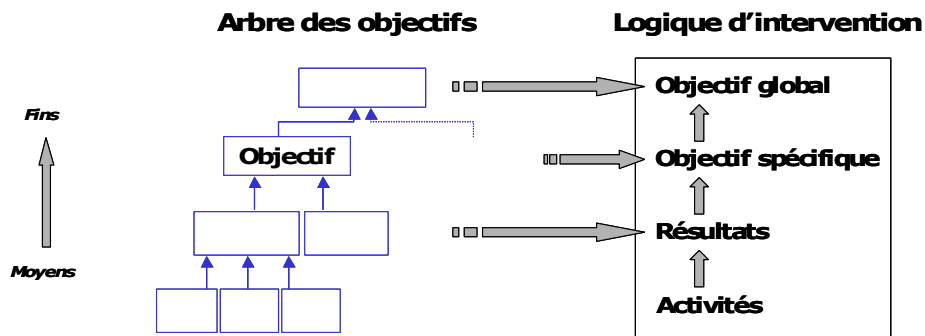 Arbre des objectifs
Logique d'intervention
Fins
Moyens
Objectif
Objectif global
Objectif spécifique
Résultats
Activités